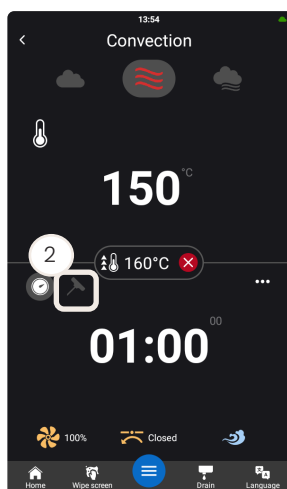 13:54
Convection
150 °C
2
160°C
00
01:00
100% Closed
Home Wipe screen Drain Language